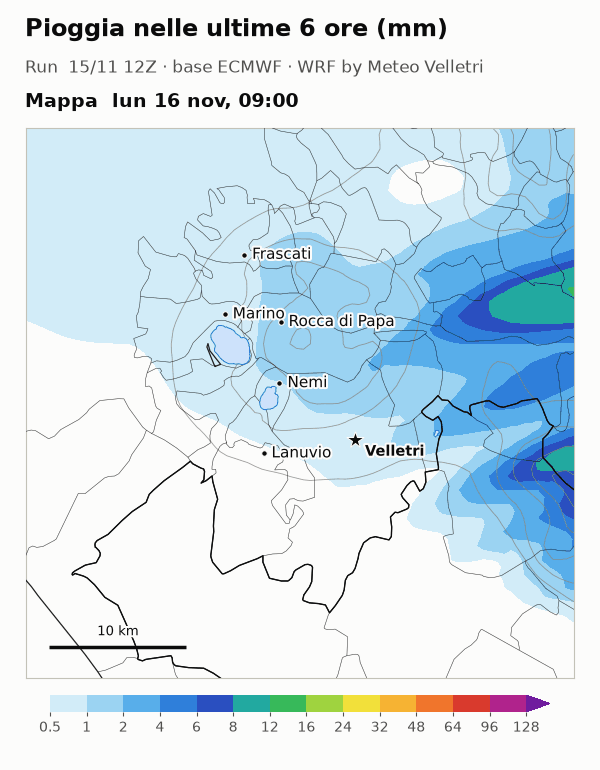 Pioggia nelle ultime 6 ore (mm)
Run  15/11 12Z · base ECMWF · WRF by Meteo Velletri
Mappa  lun 16 nov, 09:00
Frascati
Marino
Rocca di Papa
Nemi
Velletri
Lanuvio
10 km
0.5 1 2 4 6 8 12 16 24 32 48 64 96 128